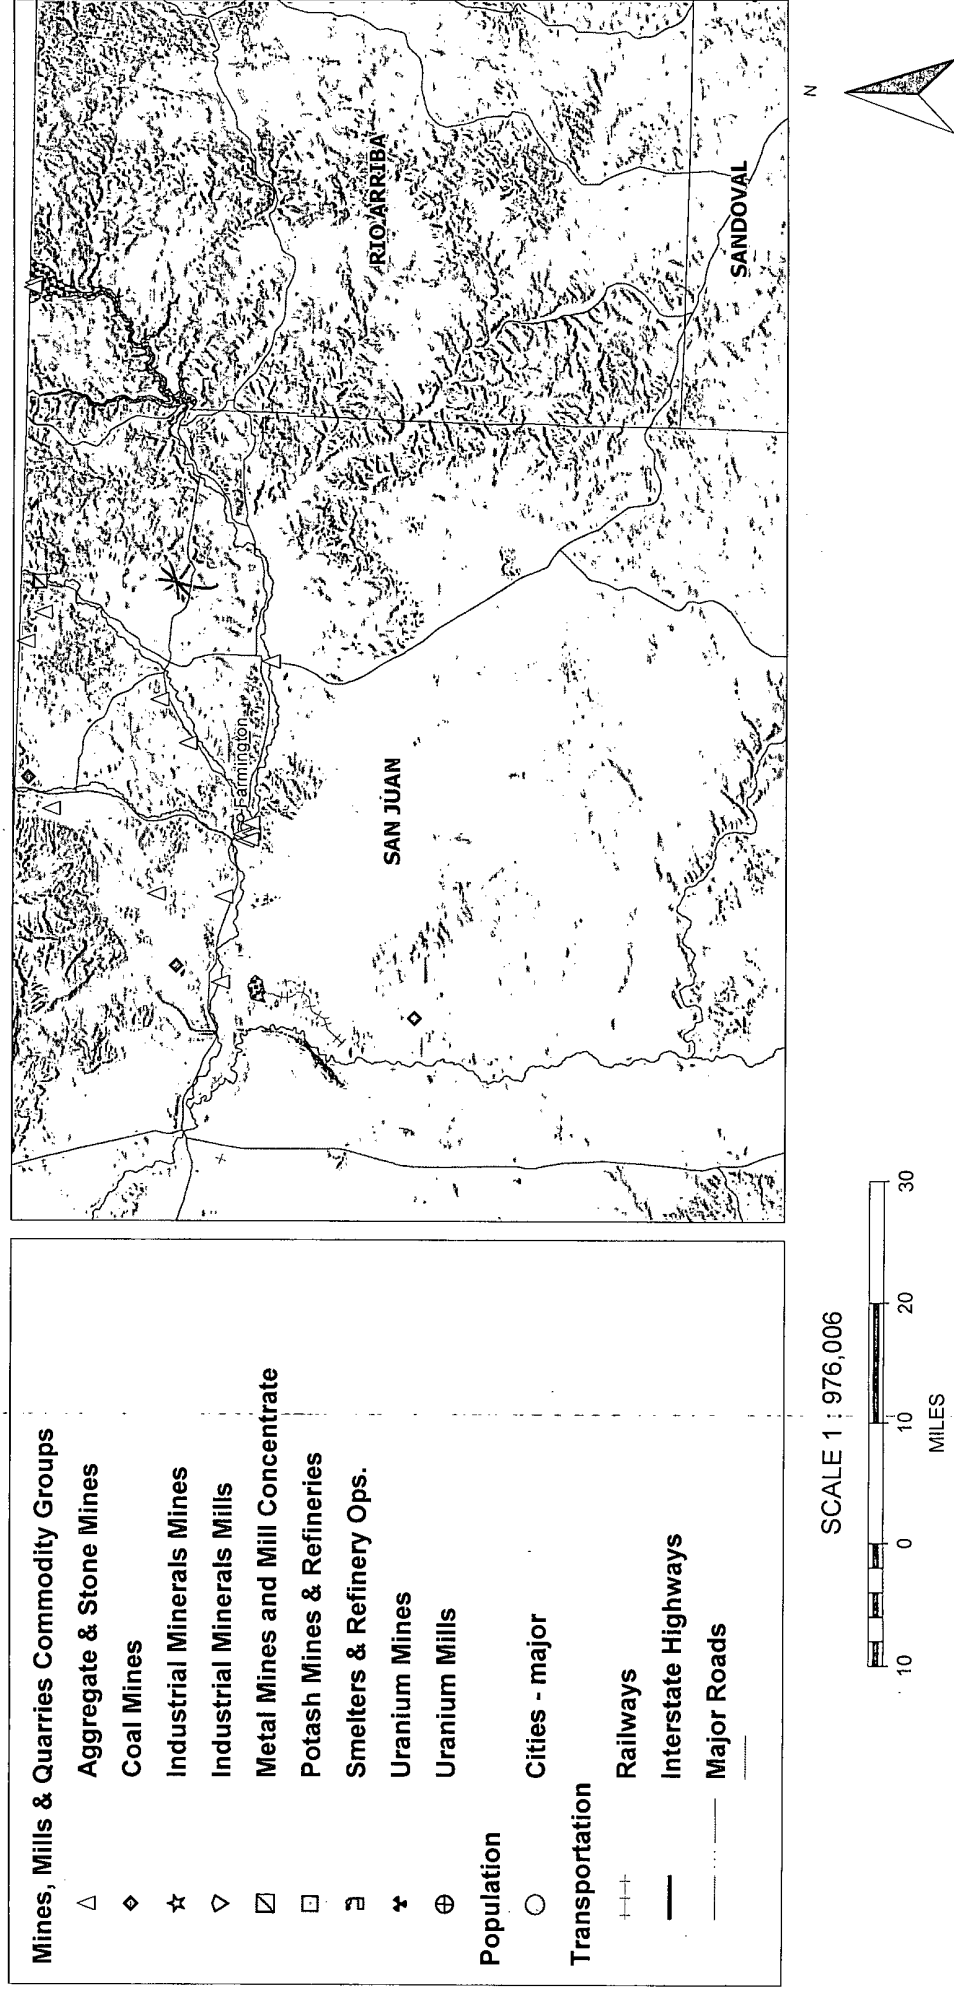 Mines, Mills & Quarries Commodity Groups
Aggregate & Stone Mines
Coal Mines
Industrial Minerals Mines
Industrial Minerals Mills
Metal Mines and Mill Concentrate
Potash Mines & Refineries
Smelters & Refinery Ops.
Uranium Mines
Uranium Mills
Population
Cities - major
Transportation
Railways
Interstate Highways
Major Roads
Farmington
SAN JUAN
RIO ARRIBA
SANDOVAL
SCALE 1 : 976,006
10 0 10 20 30
MILES
N